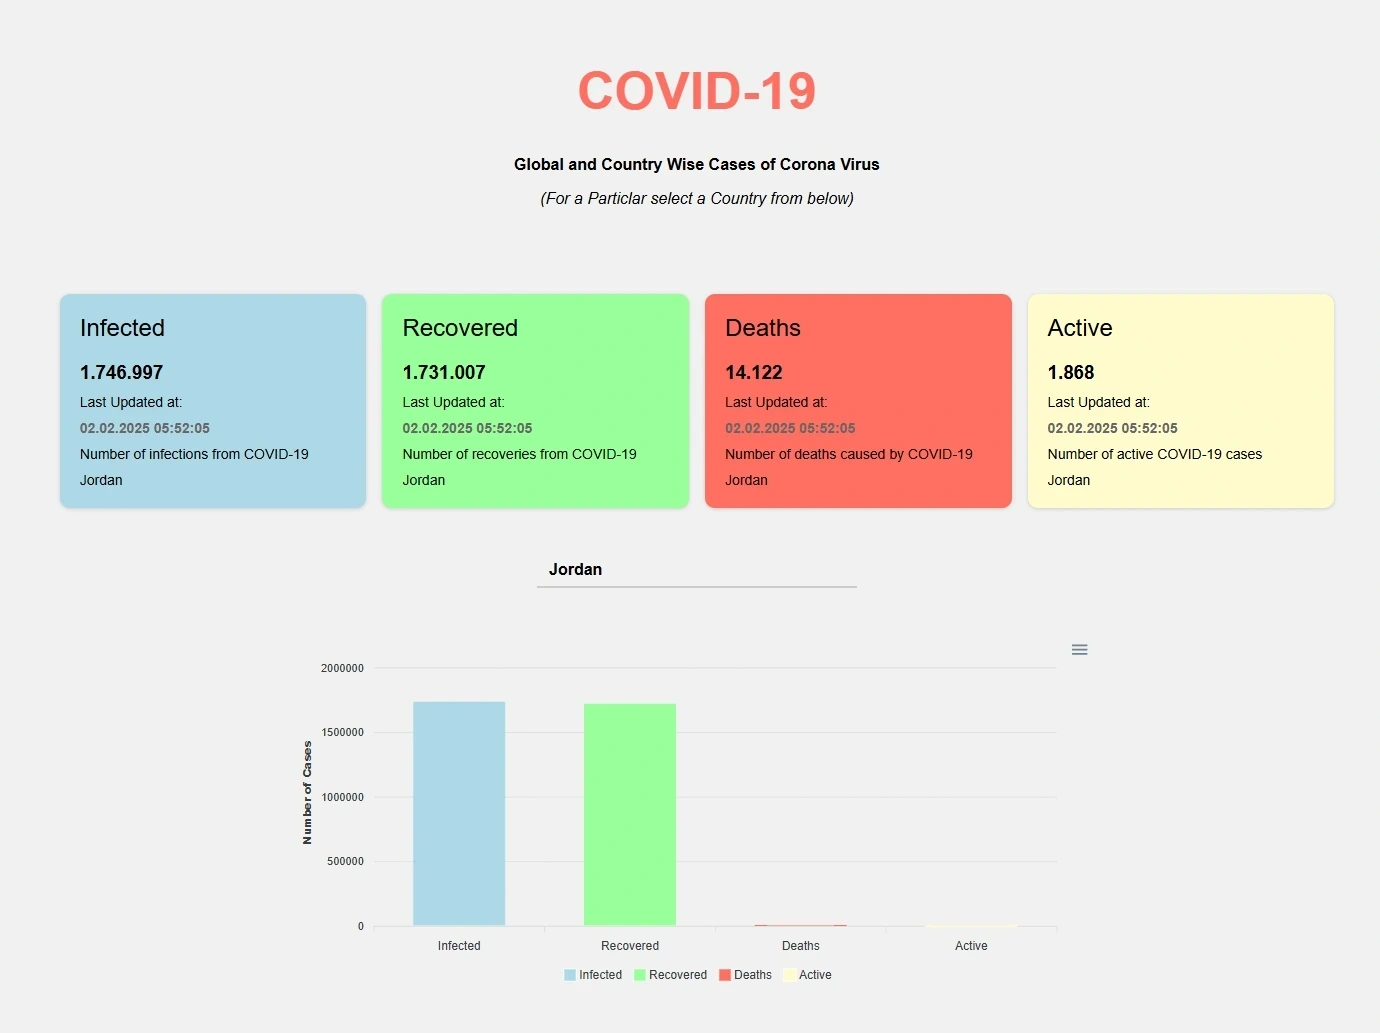 COVID-19
Global and Country Wise Cases of Corona Virus
(For a Particlar select a Country from below)
Infected
1.746.997
Last Updated at:
02.02.2025 05:52:05
Number of infections from COVID-19
Jordan
Recovered
1.731.007
Last Updated at:
02.02.2025 05:52:05
Number of recoveries from COVID-19
Jordan
Deaths
14.122
Last Updated at:
02.02.2025 05:52:05
Number of deaths caused by COVID-19
Jordan
Active
1.868
Last Updated at:
02.02.2025 05:52:05
Number of active COVID-19 cases
Jordan
Jordan
Number of Cases
2000000
1500000
1000000
500000
0
Infected Recovered Deaths Active
Infected Recovered Deaths Active